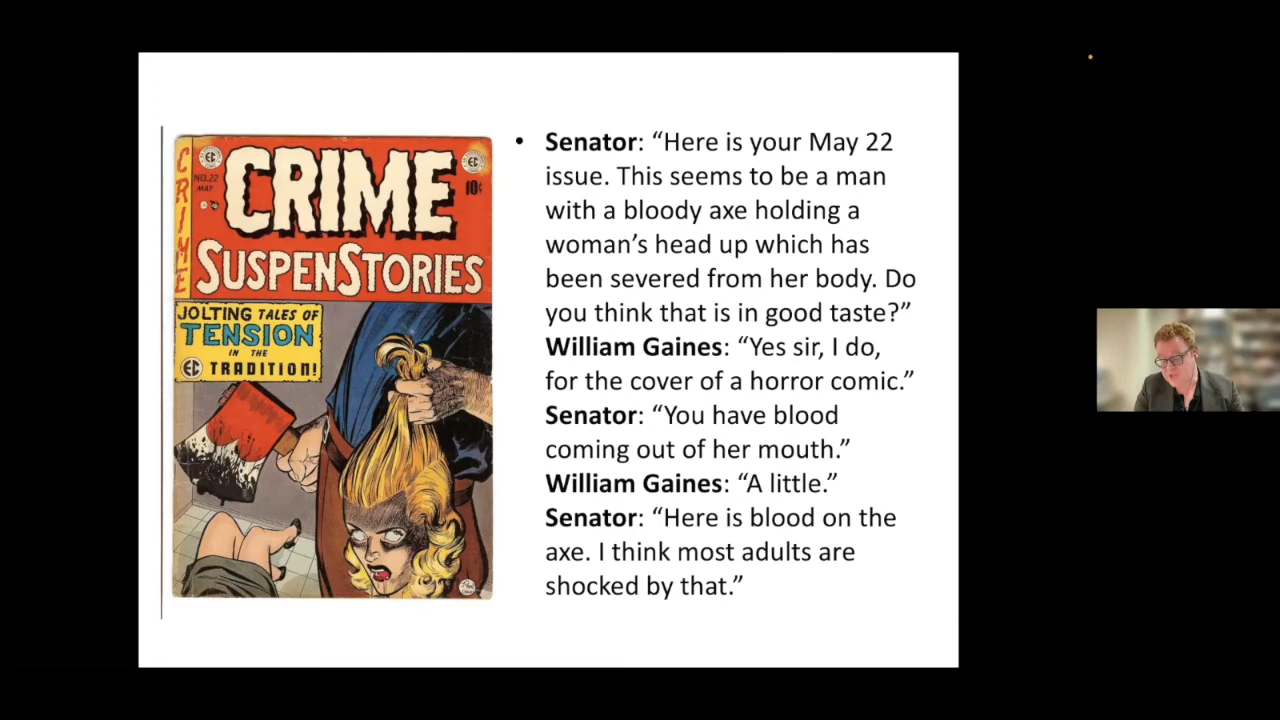 CRIME
EC
EC
NO.22
MAY
10¢
CRIME
SUSPENSTORIES
JOLTING TALES OF
TENSION
IN THE
EC TRADITION!
• Senator: “Here is your May 22
issue. This seems to be a man
with a bloody axe holding a
woman’s head up which has
been severed from her body. Do
you think that is in good taste?”
William Gaines: “Yes sir, I do,
for the cover of a horror comic.”
Senator: “You have blood
coming out of her mouth.”
William Gaines: “A little.”
Senator: “Here is blood on the
axe. I think most adults are
shocked by that.”